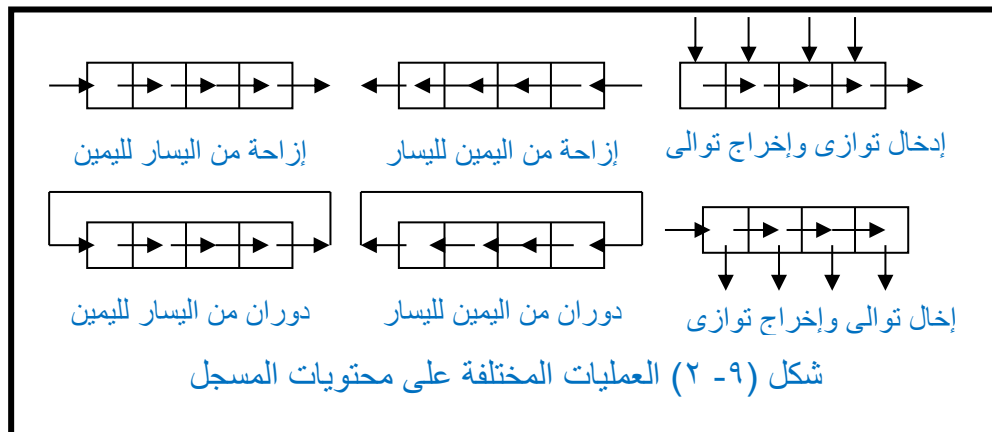 إدخال توازى وإخراج توالى
إزاحة من اليمين لليسار
إزاحة من اليسار لليمين
إخال توالى وإخراج توازى
دوران من اليمين لليسار
دوران من اليسار لليمين
شكل (٩- ٢) العمليات المختلفة على محتويات المسجل